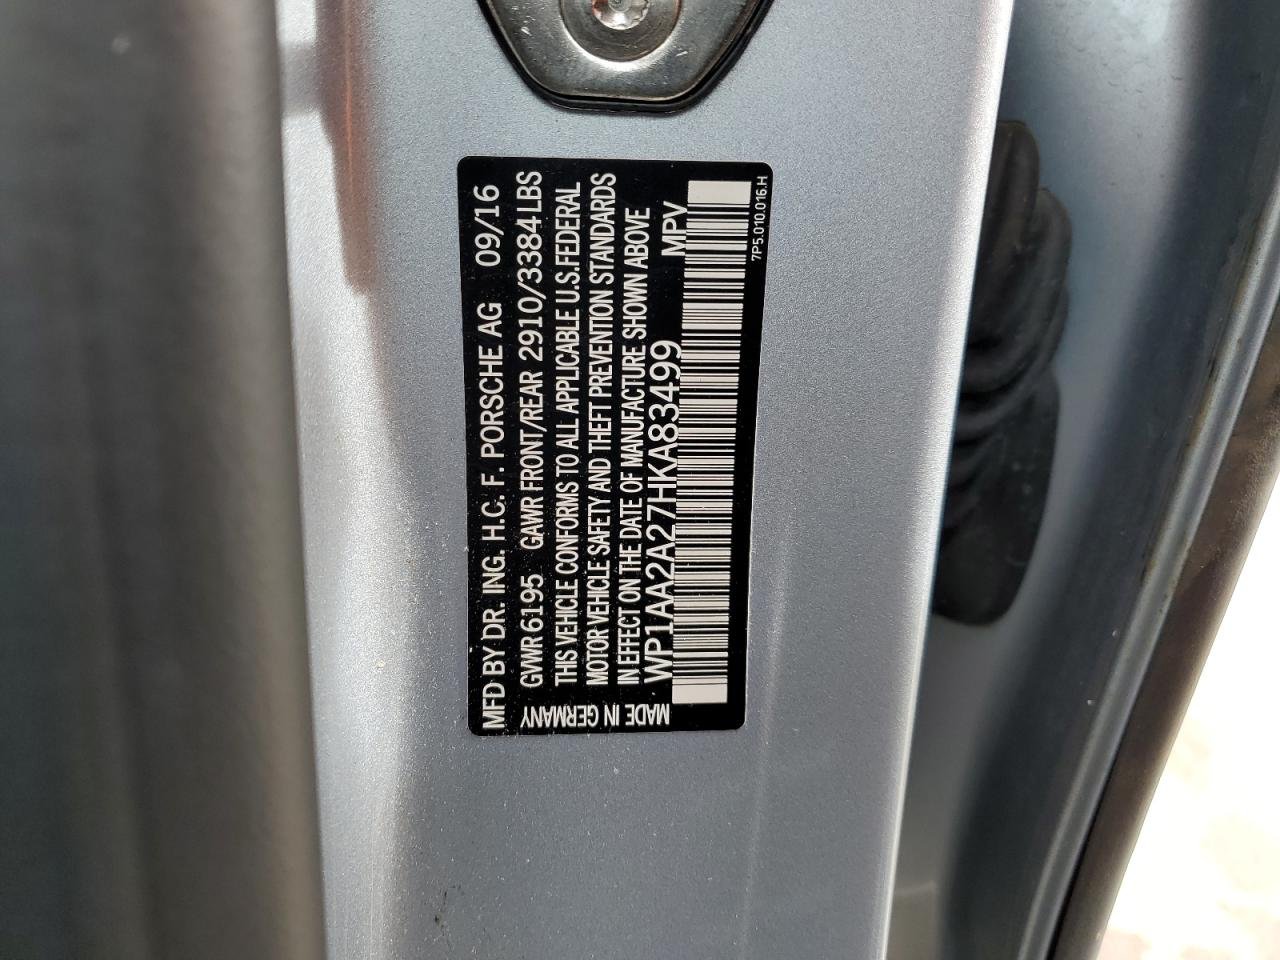 MFD BY DR. ING. H.C. F. PORSCHE AG 09/16
GVWR 6195 GAWR FRONT/REAR 2910/3384 LBS
THIS VEHICLE CONFORMS TO ALL APPLICABLE U.S.FEDERAL
MOTOR VEHICLE SAFETY AND THEFT PREVENTION STANDARDS
IN EFFECT ON THE DATE OF MANUFACTURE SHOWN ABOVE
WP1AA2A27HKA83499 MPV
MADE IN GERMANY
7P5.010.016.H